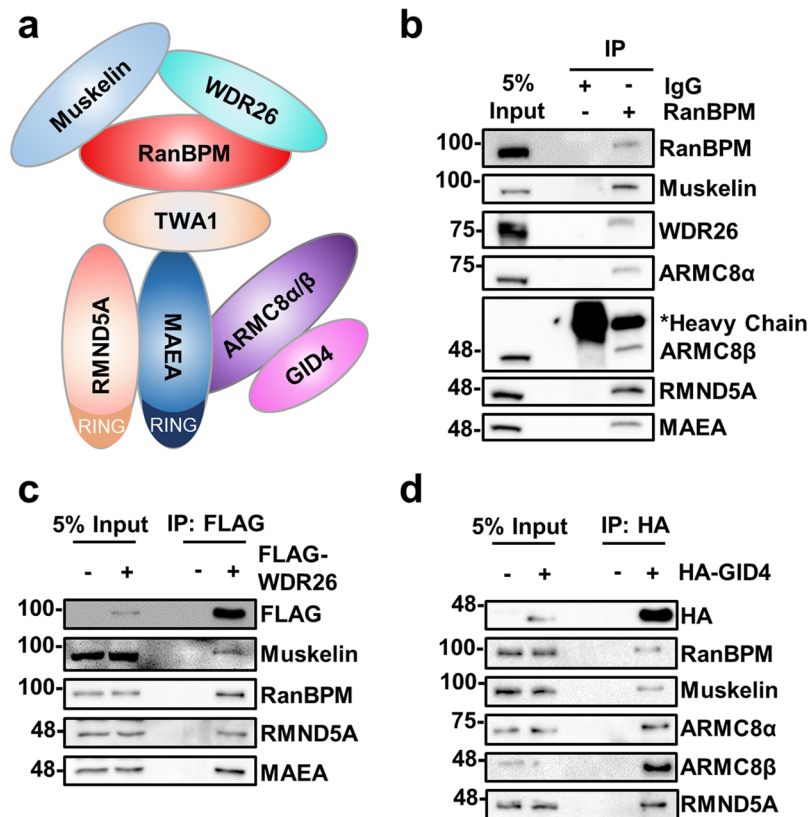 a
Muskelin
WDR26
RanBPM
TWA1
RMND5A
MAEA
ARMC8α/β
GID4
RING
RING
b
IP
5%
Input
+ - IgG
- + RanBPM
100- RanBPM
100- Muskelin
75- WDR26
75- ARMC8α
*Heavy Chain
48- ARMC8β
48- RMND5A
48- MAEA
c
5% Input IP: FLAG
FLAG-
- + - + WDR26
100- FLAG
100- Muskelin
100- RanBPM
48- RMND5A
48- MAEA
d
5% Input IP: HA
- + - + HA-GID4
48- HA
100- RanBPM
100- Muskelin
75- ARMC8α
48- ARMC8β
48- RMND5A